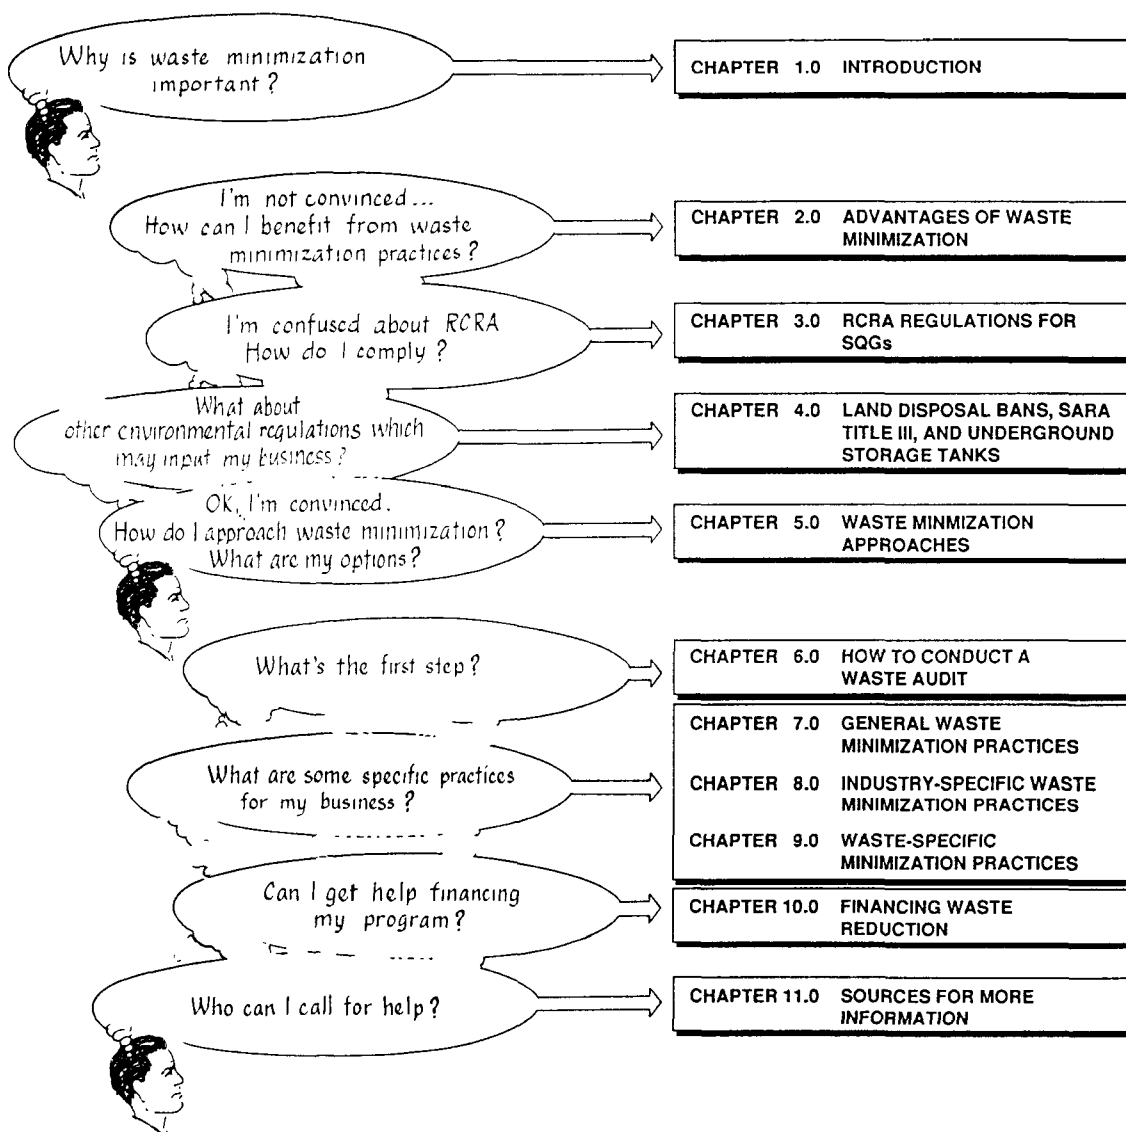 Why is waste minimization
important?
CHAPTER 1.0 INTRODUCTION
I'm not convinced...
How can I benefit from waste
minimization practices?
CHAPTER 2.0 ADVANTAGES OF WASTE
MINIMIZATION
I'm confused about RCRA
How do I comply?
CHAPTER 3.0 RCRA REGULATIONS FOR
SQGs
What about
other environmental regulations which
may input my business?
CHAPTER 4.0 LAND DISPOSAL BANS, SARA
TITLE III, AND UNDERGROUND
STORAGE TANKS
OK, I'm convinced.
How do I approach waste minimization?
What are my options?
CHAPTER 5.0 WASTE MINMIZATION
APPROACHES
What's the first step?
CHAPTER 6.0 HOW TO CONDUCT A
WASTE AUDIT
What are some specific practices
for my business?
CHAPTER 7.0 GENERAL WASTE
MINIMIZATION PRACTICES
CHAPTER 8.0 INDUSTRY-SPECIFIC WASTE
MINIMIZATION PRACTICES
CHAPTER 9.0 WASTE-SPECIFIC
MINIMIZATION PRACTICES
Can I get help financing
my program?
CHAPTER 10.0 FINANCING WASTE
REDUCTION
Who can I call for help?
CHAPTER 11.0 SOURCES FOR MORE
INFORMATION